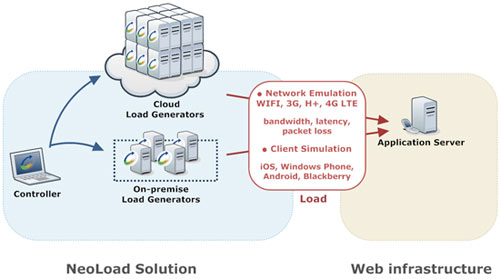 Cloud
Load Generators
Controller
On-premise
Load Generators
• Network Emulation
WIFI, 3G, H+, 4G LTE
bandwidth, latency,
packet loss
• Client Simulation
iOS, Windows Phone,
Android, Blackberry
Load
Application Server
NeoLoad Solution
Web infrastructure